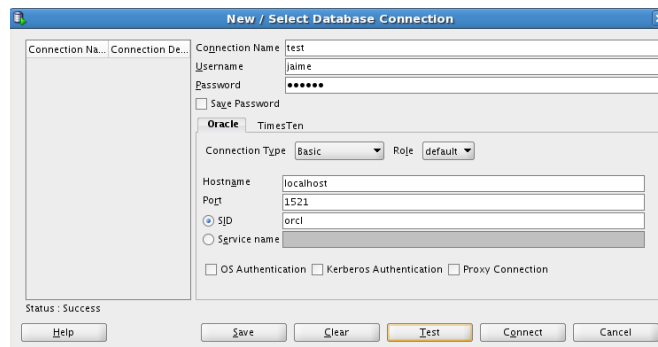 New / Select Database Connection
Connection Na... Connection De...
Connection Name test
Username jaime
Password ••••••
Save Password
Oracle TimesTen
Connection Type Basic Role default
Hostname localhost
Port 1521
SID orcl
Service name
OS Authentication Kerberos Authentication Proxy Connection
Status : Success
Help Save Clear Test Connect Cancel